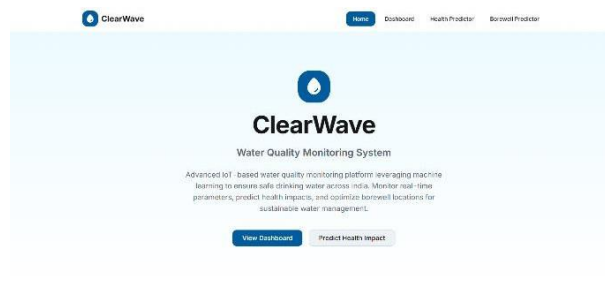 ClearWave
Home Dashboard Health Predictor Borewell Predictor
ClearWave
Water Quality Monitoring System
Advanced IoT-based water quality monitoring platform leveraging machine
learning to ensure safe drinking water across India. Monitor real-time
parameters, predict health impacts, and optimize borewell locations for
sustainable water management.
View Dashboard Predict Health Impact